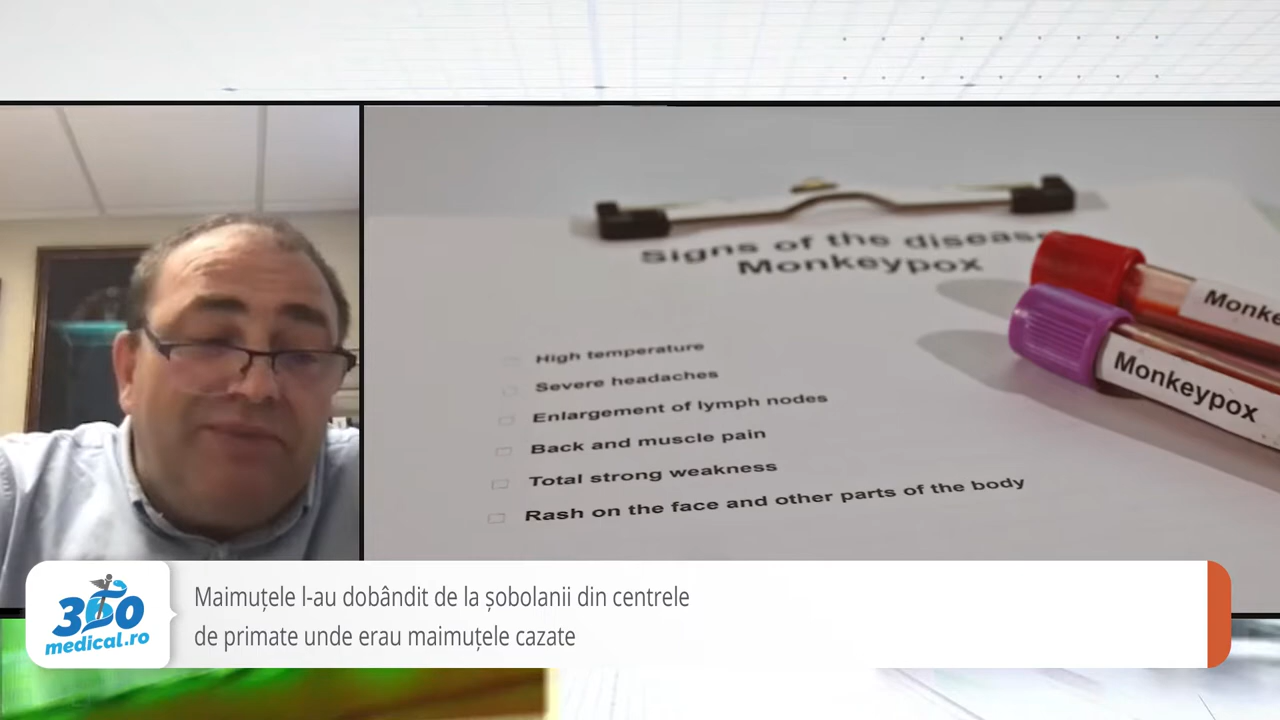 Signs of the disease
Monkeypox
High temperature
Severe headaches
Enlargement of lymph nodes
Back and muscle pain
Total strong weakness
Rash on the face and other parts of the body
Monke
Monkeypox
360
medical.ro
Maimuțele l-au dobândit de la șobolanii din centrele
de primate unde erau maimuțele cazate